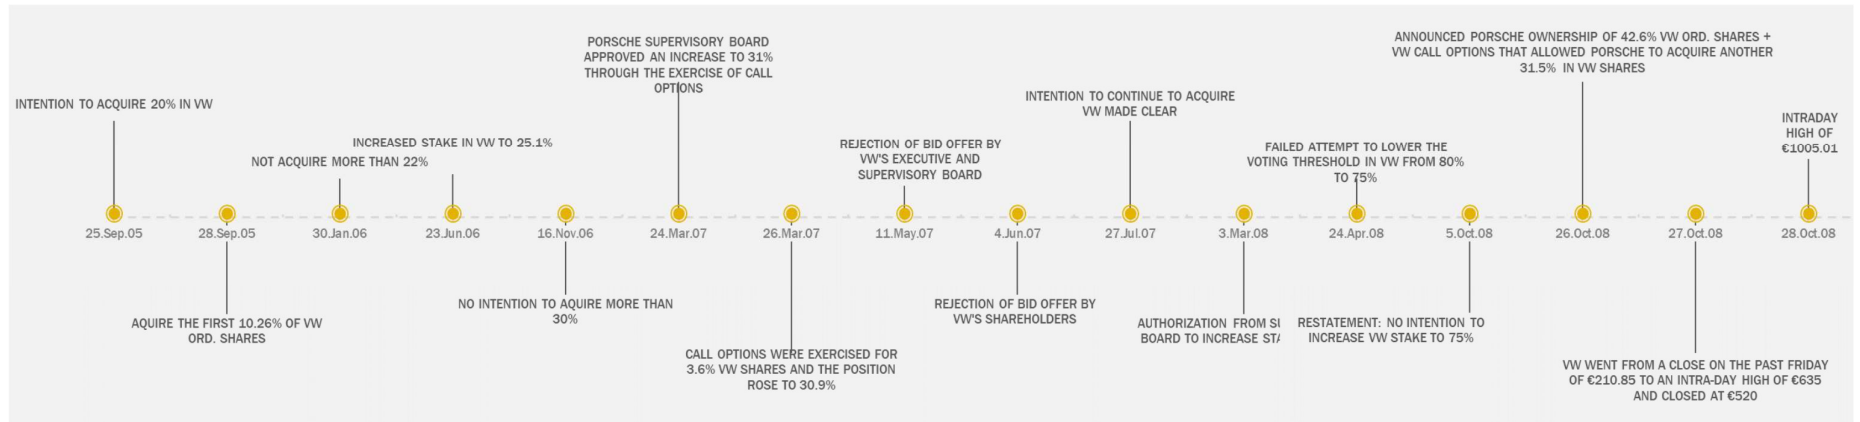 INTENTION TO ACQUIRE 20% IN VW
25.Sep.05
28.Sep.05
AQUIRE THE FIRST 10.26% OF VW
ORD. SHARES
NOT ACQUIRE MORE THAN 22%
30.Jan.06
INCREASED STAKE IN VW TO 25.1%
23.Jun.06
16.Nov.06
NO INTENTION TO AQUIRE MORE THAN
30%
PORSCHE SUPERVISORY BOARD
APPROVED AN INCREASE TO 31%
THROUGH THE EXERCISE OF CALL
OPTIONS
24.Mar.07
26.Mar.07
CALL OPTIONS WERE EXERCISED FOR
3.6% VW SHARES AND THE POSITION
ROSE TO 30.9%
REJECTION OF BID OFFER BY
VW'S EXECUTIVE AND
SUPERVISORY BOARD
11.May.07
4.Jun.07
REJECTION OF BID OFFER BY
VW'S SHAREHOLDERS
INTENTION TO CONTINUE TO ACQUIRE
VW MADE CLEAR
27.Jul.07
3.Mar.08
AUTHORIZATION FROM
BOARD TO INCREASE
FAILED ATTEMPT TO LOWER THE
VOTING THRESHOLD IN VW FROM 80%
TO 75%
24.Apr.08
5.Oct.08
RESTATEMENT: NO INTENTION TO
INCREASE VW STAKE TO 75%
ANNOUNCED PORSCHE OWNERSHIP OF 42.6% VW ORD. SHARES +
VW CALL OPTIONS THAT ALLOWED PORSCHE TO ACQUIRE ANOTHER
31.5% IN VW SHARES
26.Oct.08
27.Oct.08
VW WENT FROM A CLOSE ON THE PAST FRIDAY
OF €210.85 TO AN INTRA-DAY HIGH OF €635
AND CLOSED AT €520
INTRADAY
HIGH OF
€1005.01
28.Oct.08